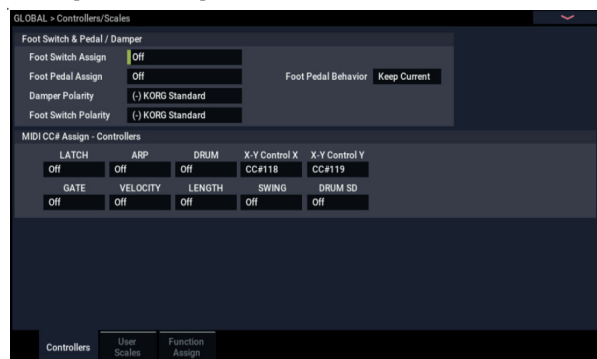 GLOBAL > Controllers/Scales
Foot Switch & Pedal / Damper
Foot Switch Assign Off
Foot Pedal Assign Off Foot Pedal Behavior Keep Current
Damper Polarity (-) KORG Standard
Foot Switch Polarity (-) KORG Standard
MIDI CC# Assign - Controllers
LATCH ARP DRUM X-Y Control X X-Y Control Y
Off Off Off CC#118 CC#119
GATE VELOCITY LENGTH SWING DRUM SD
Off Off Off Off Off
Controllers User Scales Function Assign